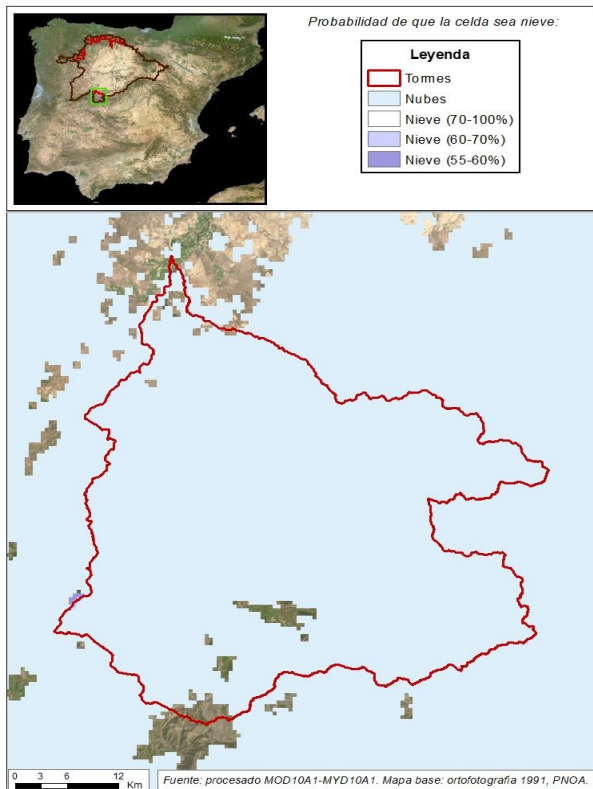 Probabilidad de que la celda sea nieve:
Leyenda
Tormes
Nubes
Nieve (70-100%)
Nieve (60-70%)
Nieve (55-60%)
0 3 6 12
Km
Fuente: procesado MOD10A1-MYD10A1. Mapa base: ortofotografia 1991, PNOA.